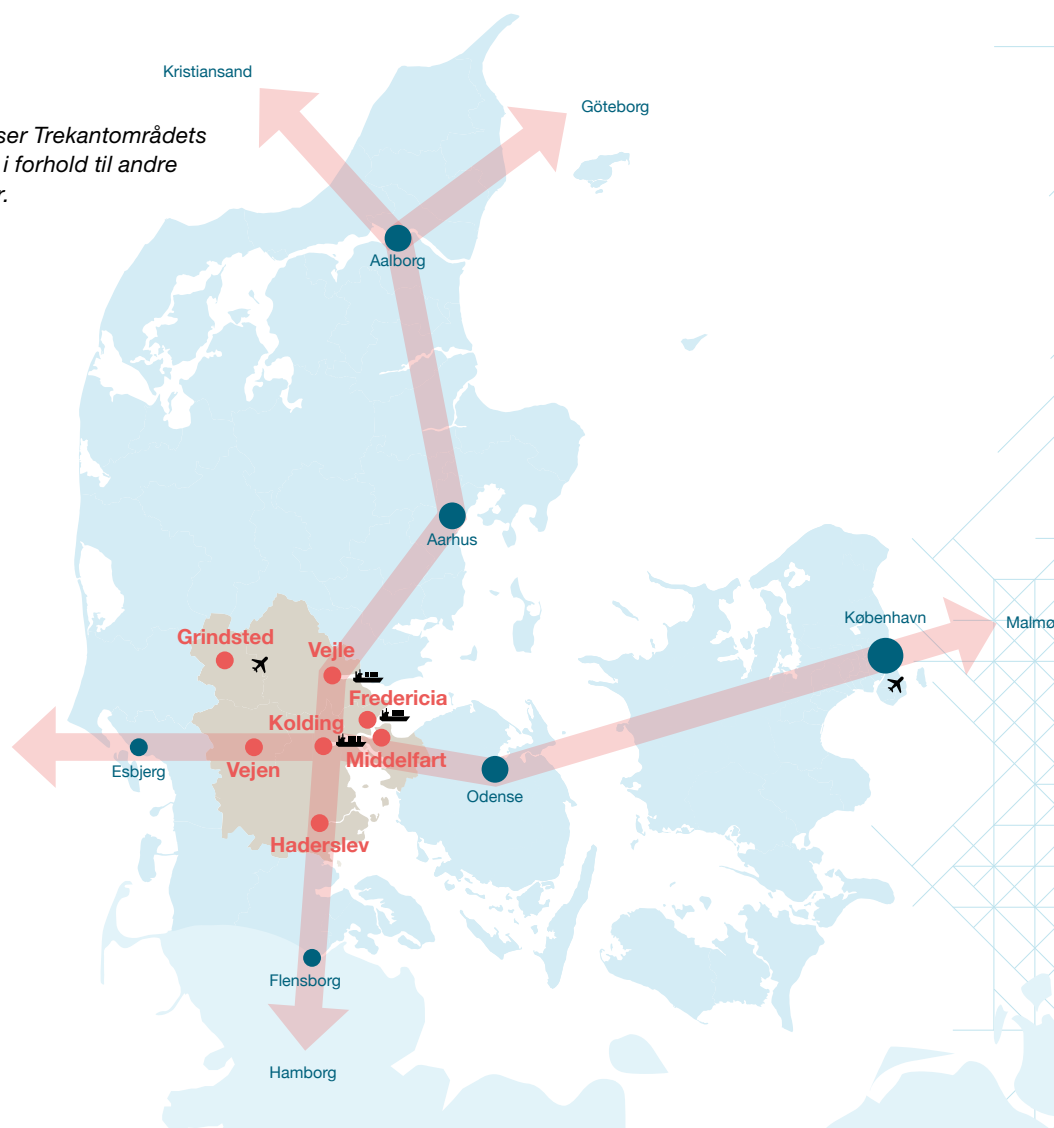 Kristiansand
Göteborg
ser Trekantområdets
i forhold til andre
r.
Aalborg
Aarhus
København
Malmø
Grindsted
Vejle
Fredericia
Kolding
Middelfart
Esbjerg
Vejen
Odense
Haderslev
Flensborg
Hamborg